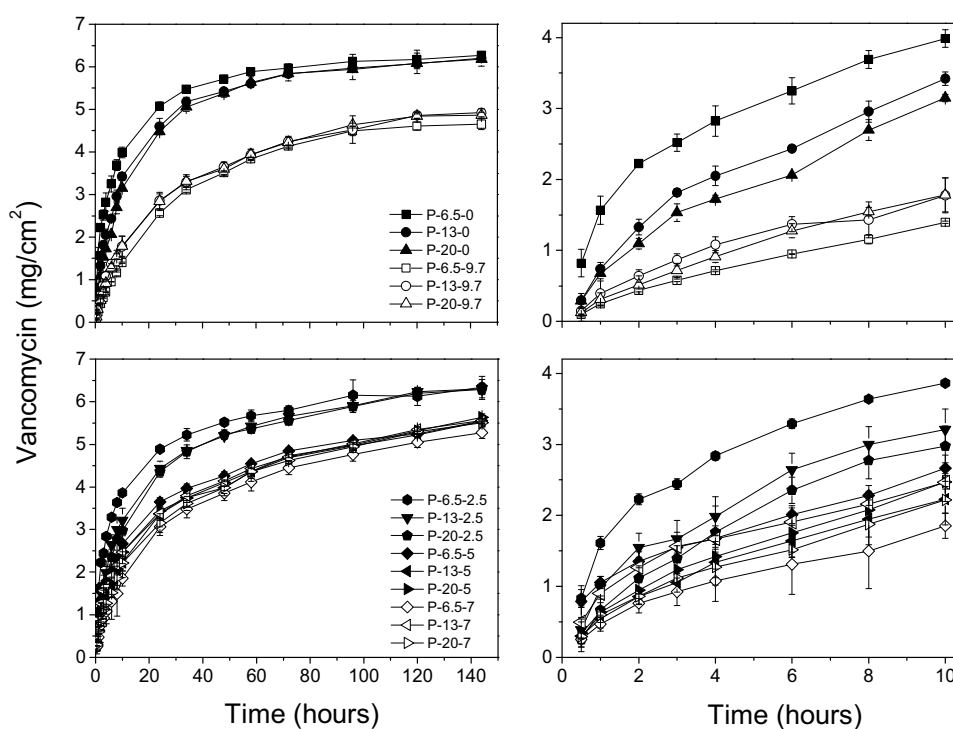 Vancomycin (mg/cm²)
7
6
5
4
3
2
1
0
P-6.5-0
P-13-0
P-20-0
P-6.5-9.7
P-13-9.7
P-20-9.7
4
3
2
1
0
7
6
5
4
3
2
1
0
P-6.5-2.5
P-13-2.5
P-20-2.5
P-6.5-5
P-13-5
P-20-5
P-6.5-7
P-13-7
P-20-7
0 20 40 60 80 100 120 140
Time (hours)
4
3
2
1
0
0 2 4 6 8 10
Time (hours)